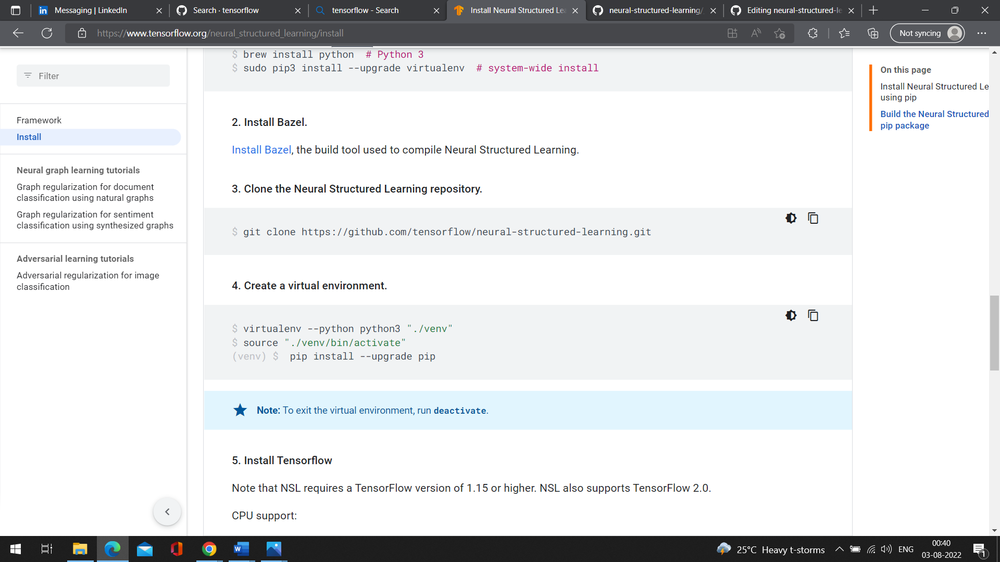 Messaging | LinkedIn
Search · tensorflow
tensorflow - Search
Install Neural Structured Le
neural-structured-learning/
Editing neural-structured-le
https://www.tensorflow.org/neural_structured_learning/install
Not syncing
Filter
Framework
Install
Neural graph learning tutorials
Graph regularization for document
classification using natural graphs
Graph regularization for sentiment
classification using synthesized graphs
Adversarial learning tutorials
Adversarial regularization for image
classification
$ brew install python  # Python 3
$ sudo pip3 install --upgrade virtualenv  # system-wide install
2. Install Bazel.
Install Bazel, the build tool used to compile Neural Structured Learning.
3. Clone the Neural Structured Learning repository.
$ git clone https://github.com/tensorflow/neural-structured-learning.git
4. Create a virtual environment.
$ virtualenv --python python3 "./venv"
$ source "./venv/bin/activate"
(venv) $  pip install --upgrade pip
Note: To exit the virtual environment, run deactivate.
5. Install Tensorflow
Note that NSL requires a TensorFlow version of 1.15 or higher. NSL also supports TensorFlow 2.0.
CPU support:
On this page
Install Neural Structured Le
using pip
Build the Neural Structured
pip package
25°C Heavy t-storms
ENG
00:40
03-08-2022
1